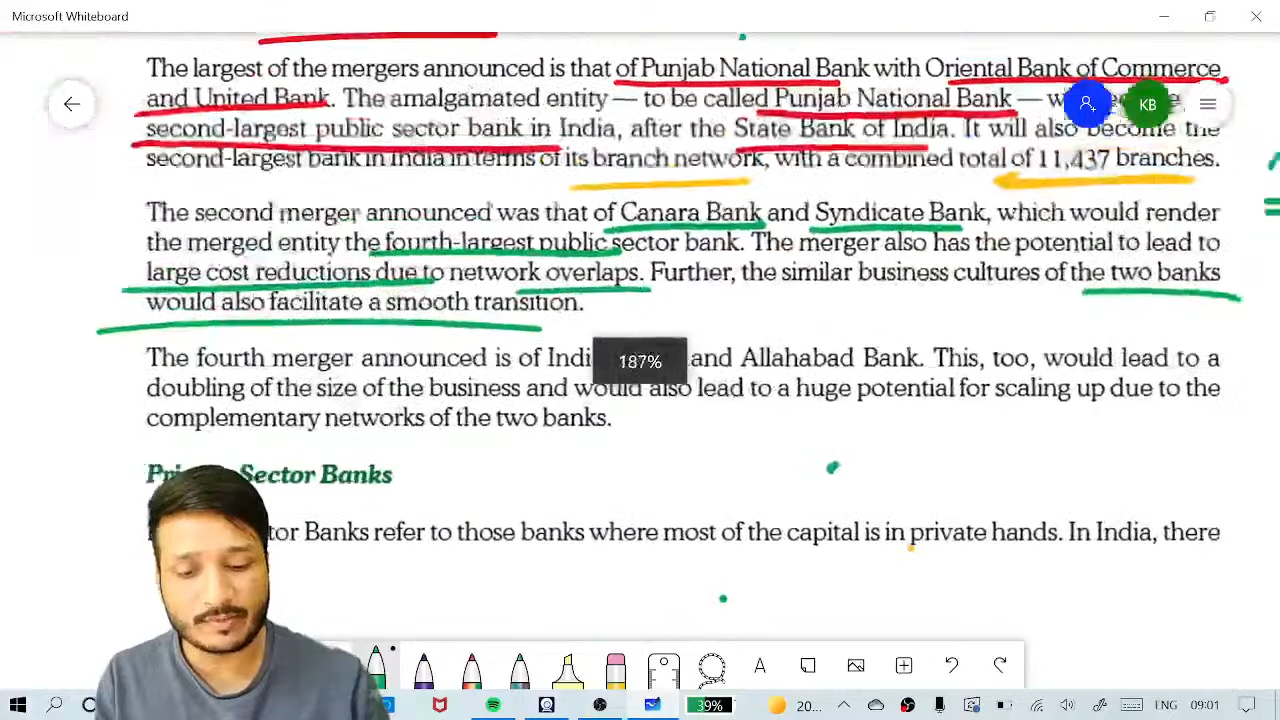 Microsoft Whiteboard
The largest of the mergers announced is that of Punjab National Bank with Oriental Bank of Commerce
and United Bank. The amalgamated entity — to be called Punjab National Bank —
KB
second-largest public sector bank in India, after the State Bank of India. It will also become the
second-largest bank in India in terms of its branch network, with a combined total of 11,437 branches.
The second merger announced was that of Canara Bank and Syndicate Bank, which would render
the merged entity the fourth-largest public sector bank. The merger also has the potential to lead to
large cost reductions due to network overlaps. Further, the similar business cultures of the two banks
would also facilitate a smooth transition.
The fourth merger announced is of and Allahabad Bank. This, too, would lead to a
187%
doubling of the size of the business and would also lead to a huge potential for scaling up due to the
complementary networks of the two banks.
Sector Banks
Banks refer to those banks where most of the capital is in private hands. In India, there
A
39%
20...
ENG
09:01